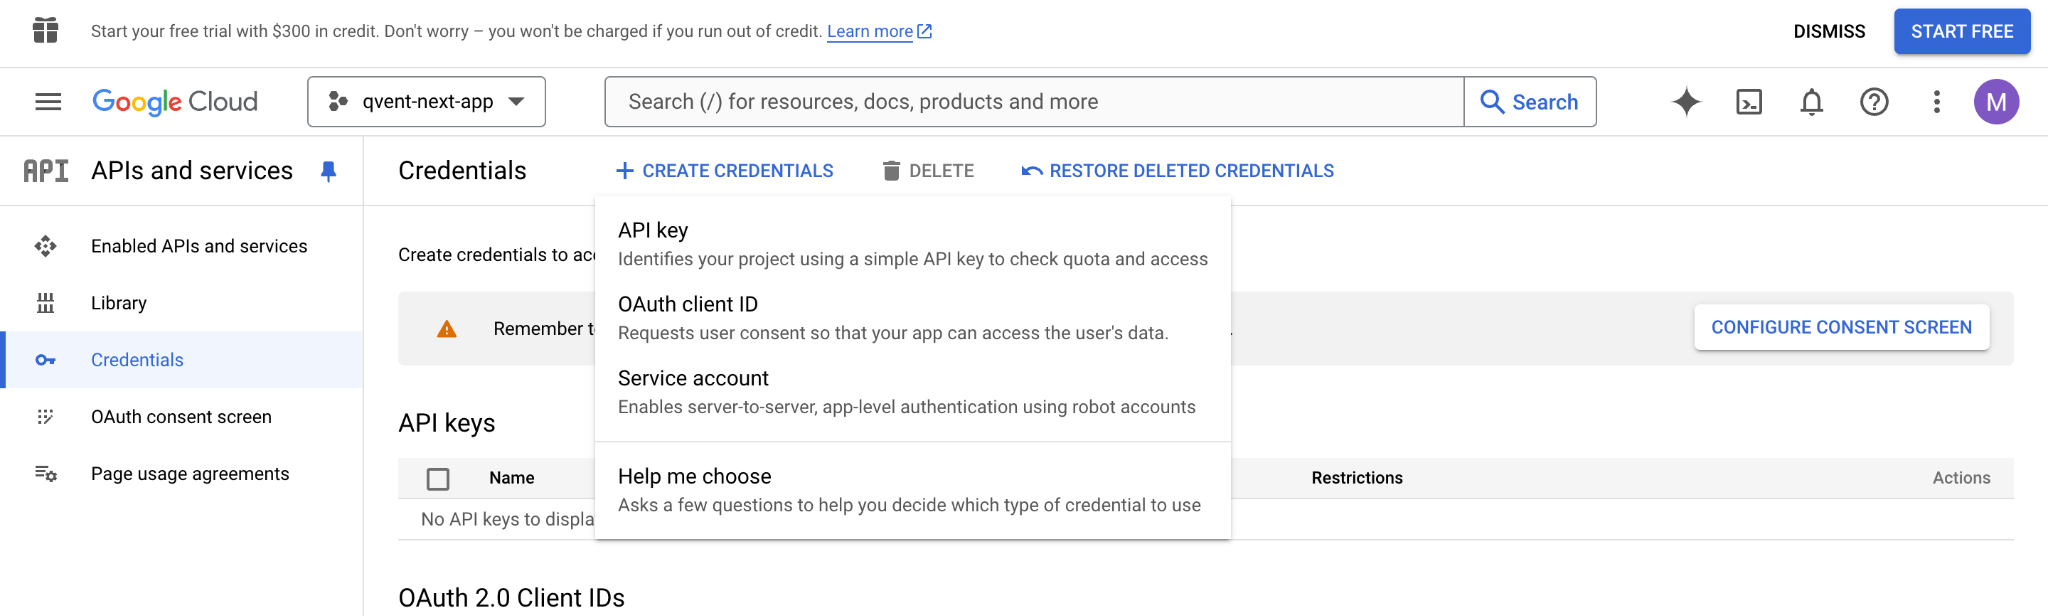 Start your free trial with $300 in credit. Don't worry – you won't be charged if you run out of credit. Learn more
DISMISS
START FREE
Google Cloud
qvent-next-app
Search (/) for resources, docs, products and more
Search
M
API
APIs and services
Credentials
CREATE CREDENTIALS
DELETE
RESTORE DELETED CREDENTIALS
Enabled APIs and services
Library
Credentials
OAuth consent screen
Page usage agreements
Create credentials to
Remember
CONFIGURE CONSENT SCREEN
API key
Identifies your project using a simple API key to check quota and access
OAuth client ID
Requests user consent so that your app can access the user's data.
Service account
Enables server-to-server, app-level authentication using robot accounts
Help me choose
Asks a few questions to help you decide which type of credential to use
API keys
Name
Restrictions
Actions
No API keys to displa
OAuth 2.0 Client IDs